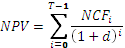 NPV = \sum_{i=0}^{T-1} \frac{NCF_i}{(1+d)^i}